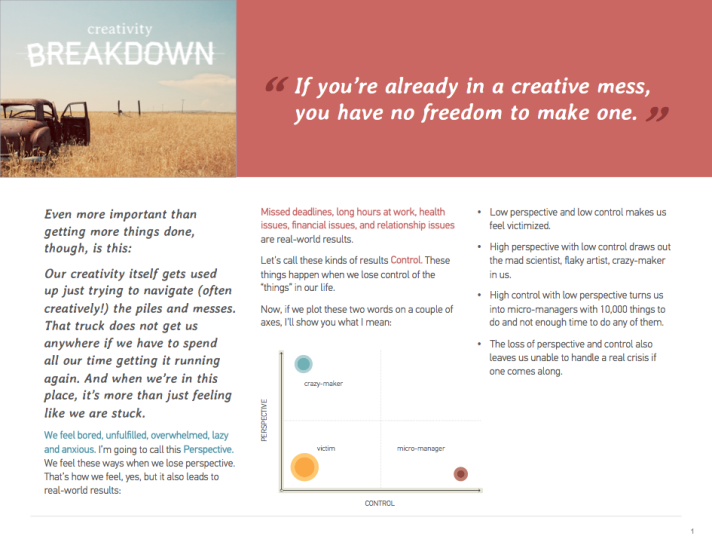 creativity
BREAKDOWN
“ If you’re already in a creative mess,
you have no freedom to make one. ”
Even more important than
getting more things done,
though, is this:
Our creativity itself gets used
up just trying to navigate (often
creatively!) the piles and messes.
That truck does not get us
anywhere if we have to spend
all our time getting it running
again. And when we’re in this
place, it’s more than just feeling
like we are stuck.
We feel bored, unfulfilled, overwhelmed, lazy
and anxious. I’m going to call this Perspective.
We feel these ways when we lose perspective.
That’s how we feel, yes, but it also leads to
real-world results:
Missed deadlines, long hours at work, health
issues, financial issues, and relationship issues
are real-world results.
Let’s call these kinds of results Control. These
things happen when we lose control of the
“things” in our life.
Now, if we plot these two words on a couple of
axes, I’ll show you what I mean:
PERSPECTIVE
crazy-maker
victim
micro-manager
CONTROL
• Low perspective and low control makes us
feel victimized.
• High perspective with low control draws out
the mad scientist, flaky artist, crazy-maker
in us.
• High control with low perspective turns us
into micro-managers with 10,000 things to
do and not enough time to do any of them.
• The loss of perspective and control also
leaves us unable to handle a real crisis if
one comes along.
1